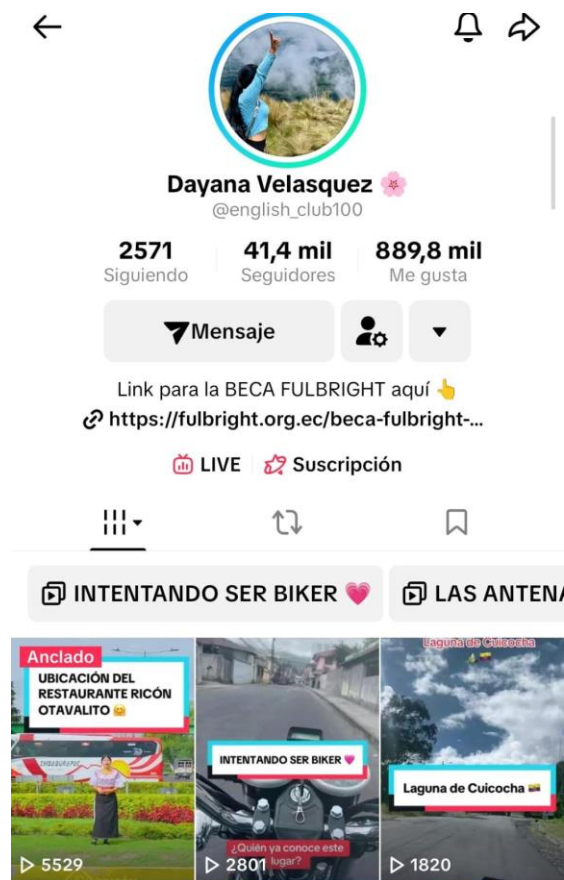 Dayana Velasquez 🌸
@english_club100
2571
Siguiendo
41,4 mil
Seguidores
889,8 mil
Me gusta
Mensaje
Link para la BECA FULBRIGHT aquí 👆
https://fulbright.org.ec/beca-fulbright-...
LIVE
Suscripción
INTENTANDO SER BIKER 💗
LAS ANTENA
Anclado
UBICACIÓN DEL
RESTAURANTE RICÓN
OTAVALITO 😊
5529
INTENTANDO SER BIKER 💗
¿Quién ya conoce este
lugar?
2801
Laguna de Cuicocha
🇪🇨
Laguna de Cuicocha 🇪🇨
1820